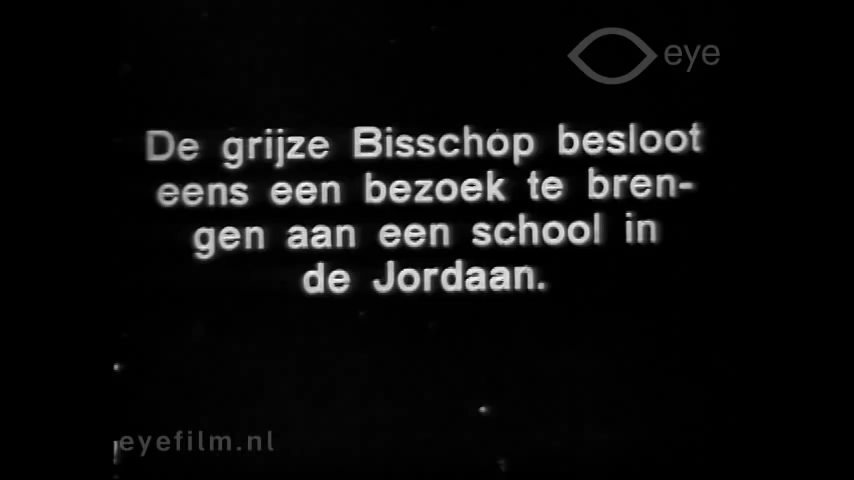 eye
De grijze Bisschop besloot
eens een bezoek te bren-
gen aan een school in
de Jordaan.
eyefilm.nl